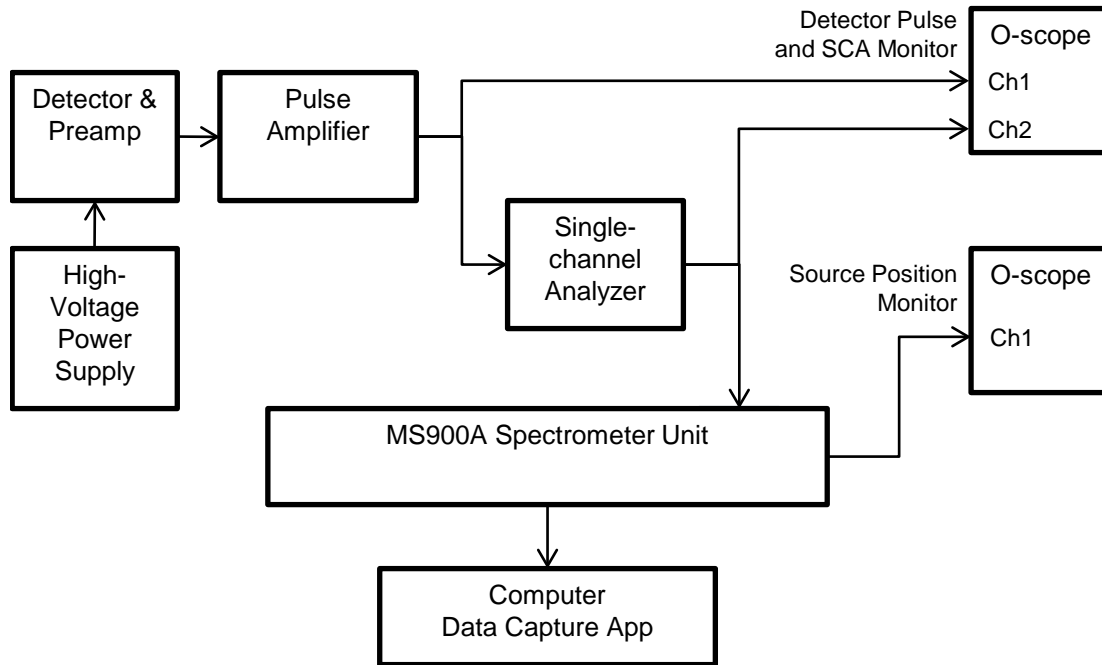 Detector Pulse
and SCA Monitor
O-scope
Ch1
Ch2
Detector &
Preamp
Pulse
Amplifier
Single-
channel
Analyzer
High-
Voltage
Power
Supply
Source Position
Monitor
O-scope
Ch1
MS900A Spectrometer Unit
Computer
Data Capture App